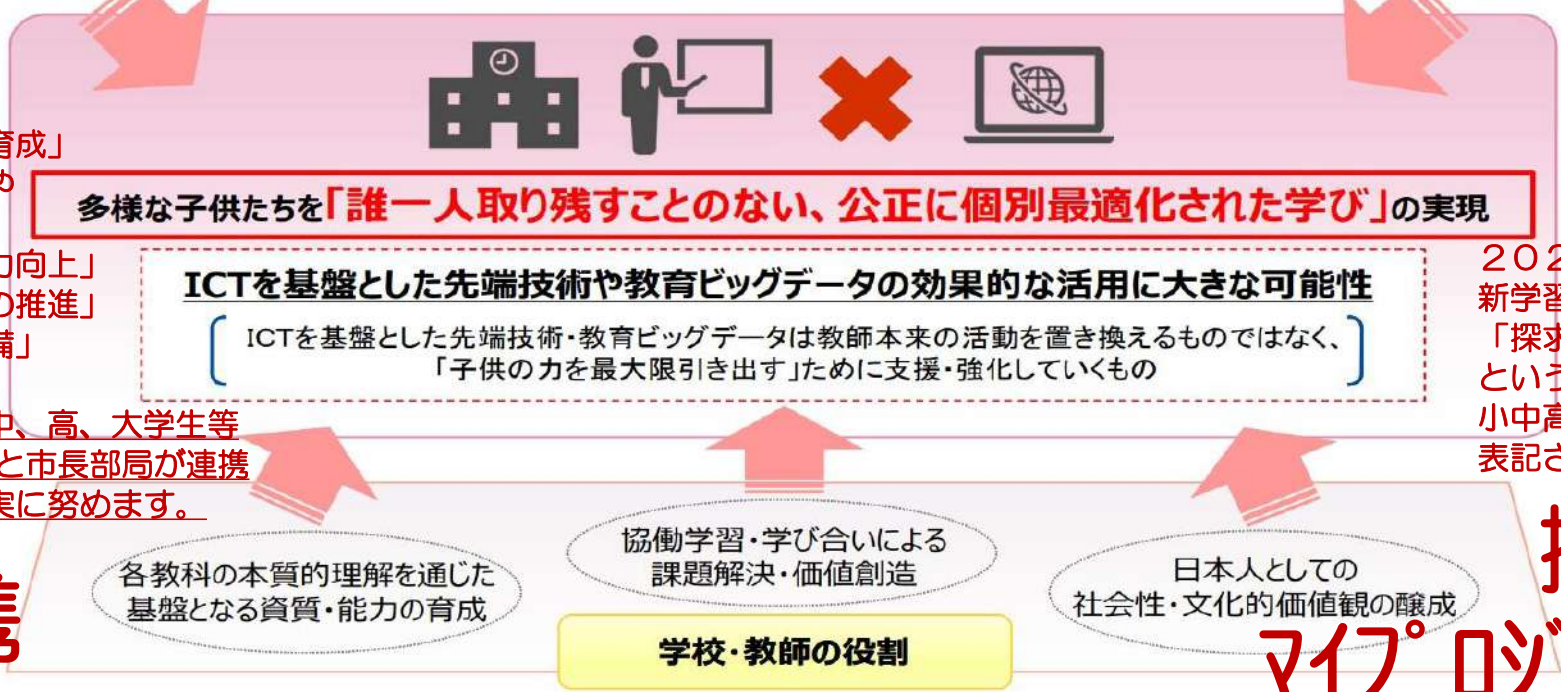 育成」
多様な子供たちを「誰一人取り残すことのない、公正に個別最適化された学び」の実現
力向上」
の推進」
備」
ICTを基盤とした先端技術や教育ビッグデータの効果的な活用に大きな可能性
ICTを基盤とした先端技術・教育ビッグデータは教師本来の活動を置き換えるものではなく、
「子供の力を最大限引き出す」ために支援・強化していくもの
202
新学習
「探求
という
小中高
表記さ
中、高、大学生等
と市長部局が連携
実に努めます。
各教科の本質的理解を通じた
基盤となる資質・能力の育成
協働学習・学び合いによる
課題解決・価値創造
日本人としての
社会性・文化的価値観の醸成
学校・教師の役割
マイプロジ